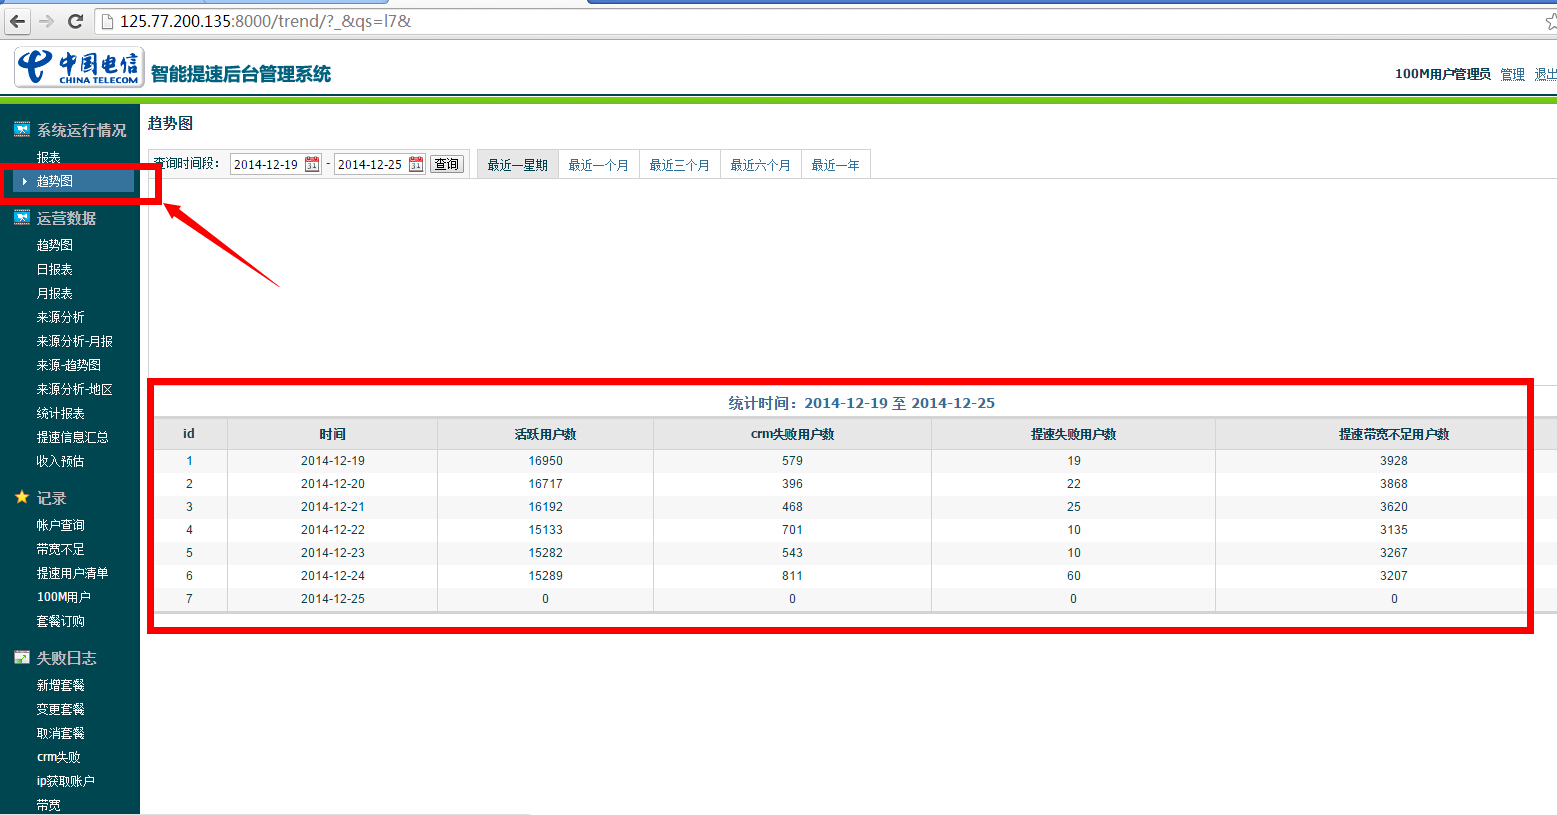 125.77.200.135:8000/trend/?_&qs=l7&
中国电信
CHINA TELECOM
智能提速后台管理系统
100M用户管理员 管理 退出
系统运行情况
报表
趋势图
运营数据
趋势图
日报表
月报表
来源分析
来源分析-月报
来源-趋势图
来源分析-地区
统计报表
提速信息汇总
收入预估
记录
帐户查询
带宽不足
提速用户清单
100M用户
套餐订购
失败日志
新增套餐
变更套餐
取消套餐
crm失败
ip获取账户
带宽
趋势图
查询时间段： 2014-12-19 31 - 2014-12-25 31 查询 最近一星期 最近一个月 最近三个月 最近六个月 最近一年
统计时间：2014-12-19 至 2014-12-25
id 时间 活跃用户数 crm失败用户数 提速失败用户数 提速带宽不足用户数
1 2014-12-19 16950 579 19 3928
2 2014-12-20 16717 396 22 3868
3 2014-12-21 16192 468 25 3620
4 2014-12-22 15133 701 10 3135
5 2014-12-23 15282 543 10 3267
6 2014-12-24 15289 811 60 3207
7 2014-12-25 0 0 0 0